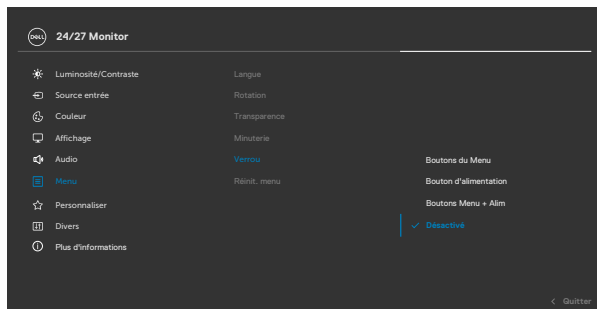 DELL 24/27 Monitor
Luminosité/Contraste Langue
Source entrée Rotation
Couleur Transparence
Affichage Minuterie
Audio Verrou Boutons du Menu
Menu Réinit. menu Bouton d'alimentation
Personnaliser Boutons Menu + Alim
Divers Désactivé
Plus d'informations
Quitter